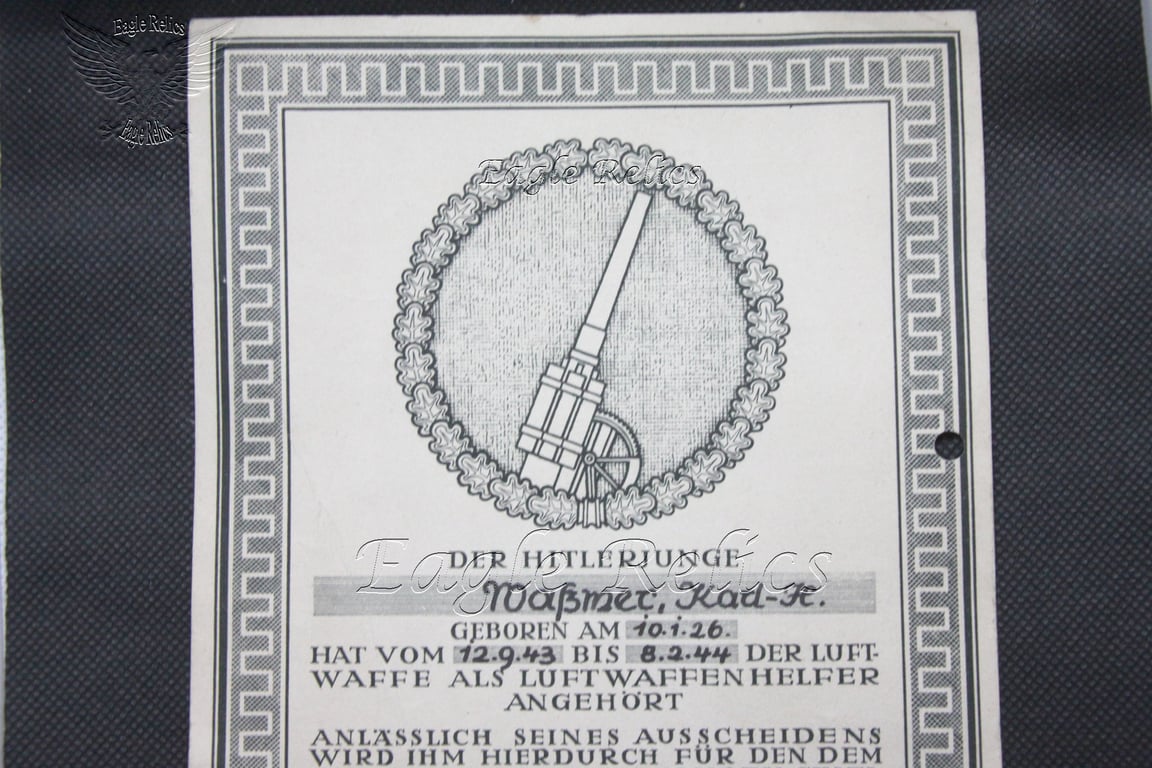 Eagle Relics
Eagle Relics
Eagle Relics
DER HITLERJUNGE
Eagle Relics
Waßmer, Karl-H.
GEBOREN AM 10.1.26.
HAT VOM 12.9.43 BIS 8.2.44 DER LUFT-
WAFFE ALS LUFTWAFFENHELFER
ANGEHÖRT
ANLÄSSLICH SEINES AUSSCHEIDENS
WIRD IHM HIERDURCH FÜR DEN DEM